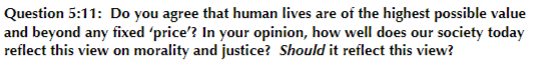 Question 5:11:  Do you agree that human lives are of the highest possible value
and beyond any fixed ‘price’? In your opinion, how well does our society today
reflect this view on morality and justice?  Should it reflect this view?